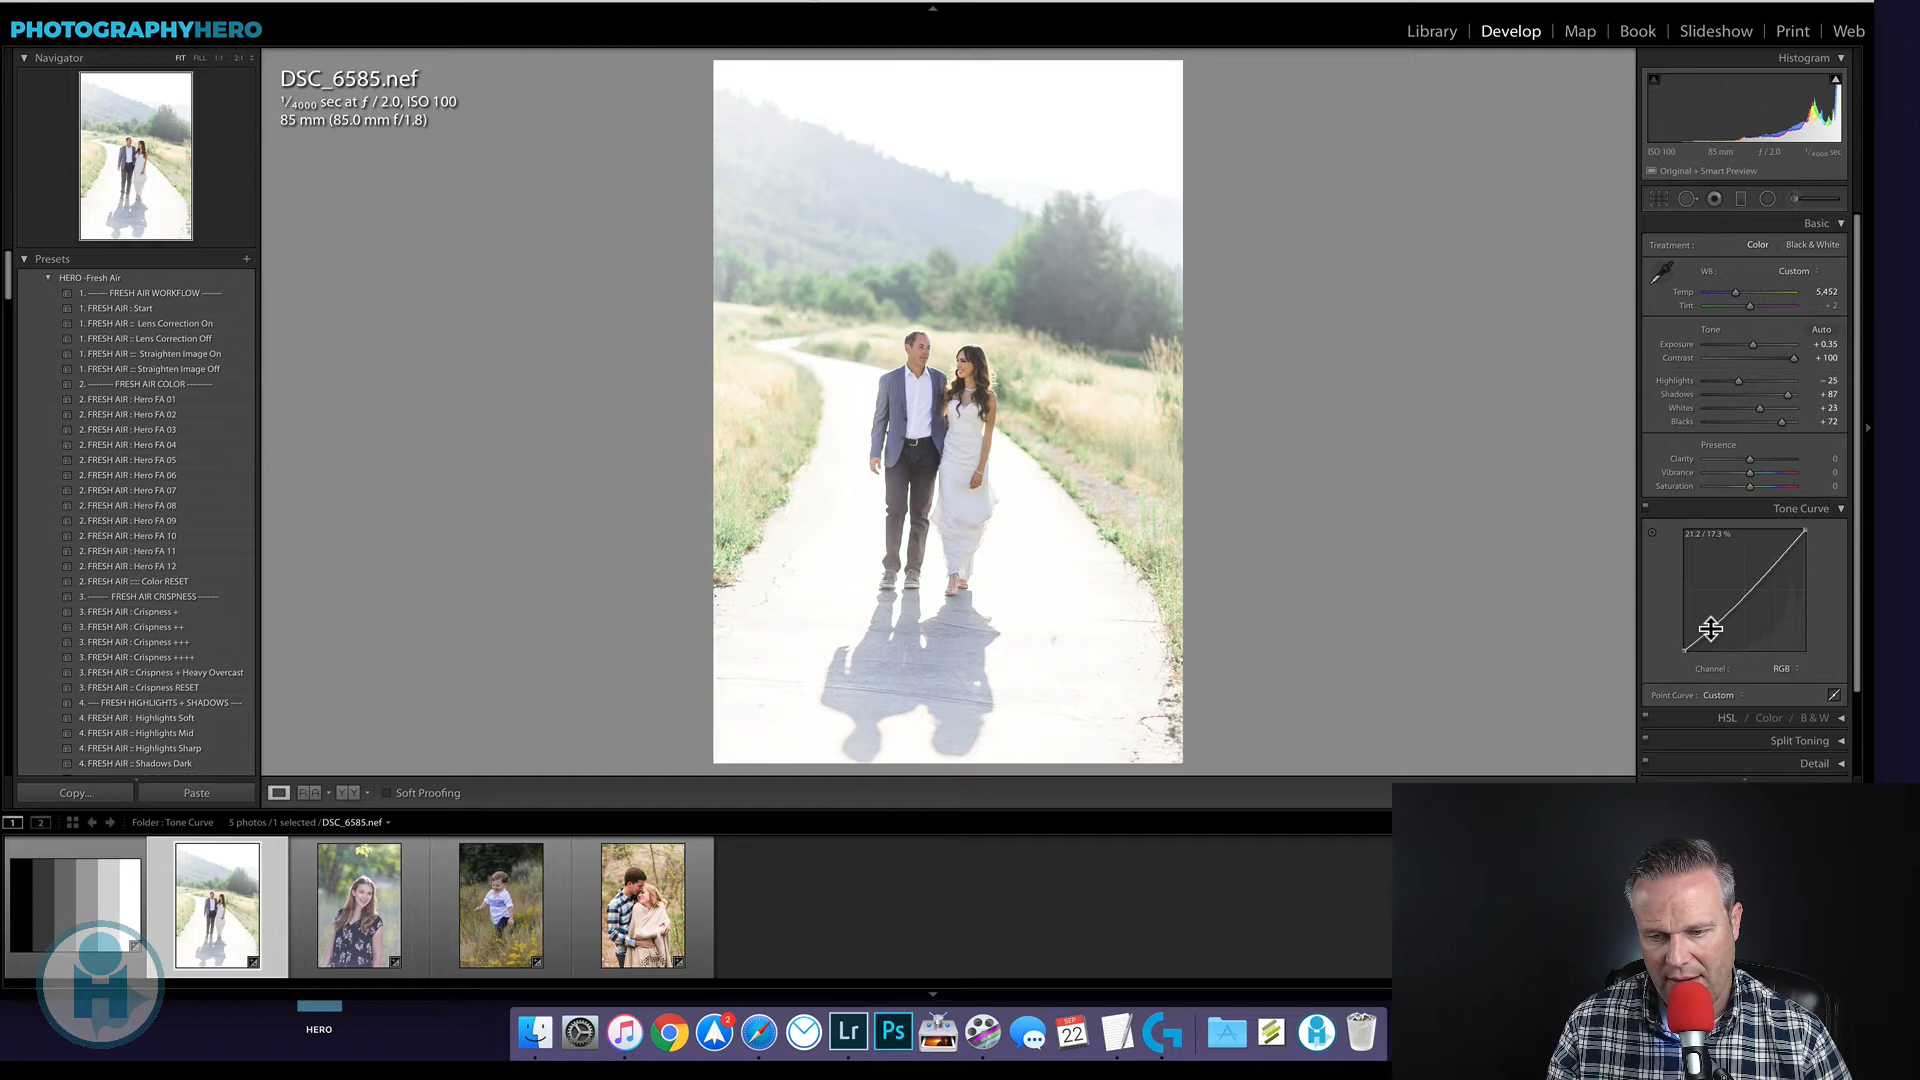 PHOTOGRAPHYHERO
Library | Develop | Map | Book | Slideshow | Print | Web
Navigator FIT FILL 1:1 2:1
Presets +
HERO -Fresh Air
1. ------- FRESH AIR WORKFLOW -------
1. FRESH AIR : Start
1. FRESH AIR :: Lens Correction On
1. FRESH AIR :: Lens Correction Off
1. FRESH AIR ::: Straighten Image On
1. FRESH AIR ::: Straighten Image Off
2. --------- FRESH AIR COLOR ---------
2. FRESH AIR : Hero FA 01
2. FRESH AIR : Hero FA 02
2. FRESH AIR : Hero FA 03
2. FRESH AIR : Hero FA 04
2. FRESH AIR : Hero FA 05
2. FRESH AIR : Hero FA 06
2. FRESH AIR : Hero FA 07
2. FRESH AIR : Hero FA 08
2. FRESH AIR : Hero FA 09
2. FRESH AIR : Hero FA 10
2. FRESH AIR : Hero FA 11
2. FRESH AIR : Hero FA 12
2. FRESH AIR ::::: Color RESET
3. ------- FRESH AIR CRISPNESS -------
3. FRESH AIR : Crispness +
3. FRESH AIR : Crispness ++
3. FRESH AIR : Crispness +++
3. FRESH AIR : Crispness ++++
3. FRESH AIR :: Crispness + Heavy Overcast
3. FRESH AIR :: Crispness RESET
4. ---- FRESH HIGHLIGHTS + SHADOWS ----
4. FRESH AIR : Highlights Soft
4. FRESH AIR :: Highlights Mid
4. FRESH AIR :: Highlights Sharp
4. FRESH AIR :: Shadows Dark
Copy... Paste
DSC_6585.nef
1/4000 sec at ƒ / 2.0, ISO 100
85 mm (85.0 mm f/1.8)
Soft Proofing
Histogram
ISO 100 85 mm ƒ / 2.0 1/4000 sec
Original + Smart Preview
Basic
Treatment : Color Black & White
WB : Custom
Temp 5,452
Tint + 2
Tone Auto
Exposure + 0.35
Contrast + 100
Highlights – 25
Shadows + 87
Whites + 23
Blacks + 72
Presence
Clarity 0
Vibrance 0
Saturation 0
Tone Curve
21.2 / 17.3 %
Channel : RGB
Point Curve : Custom
HSL / Color / B & W
Split Toning
Detail
1 2 Folder : Tone Curve 5 photos / 1 selected / DSC_6585.nef
H
HERO
2
Lr
Ps
SEP
22